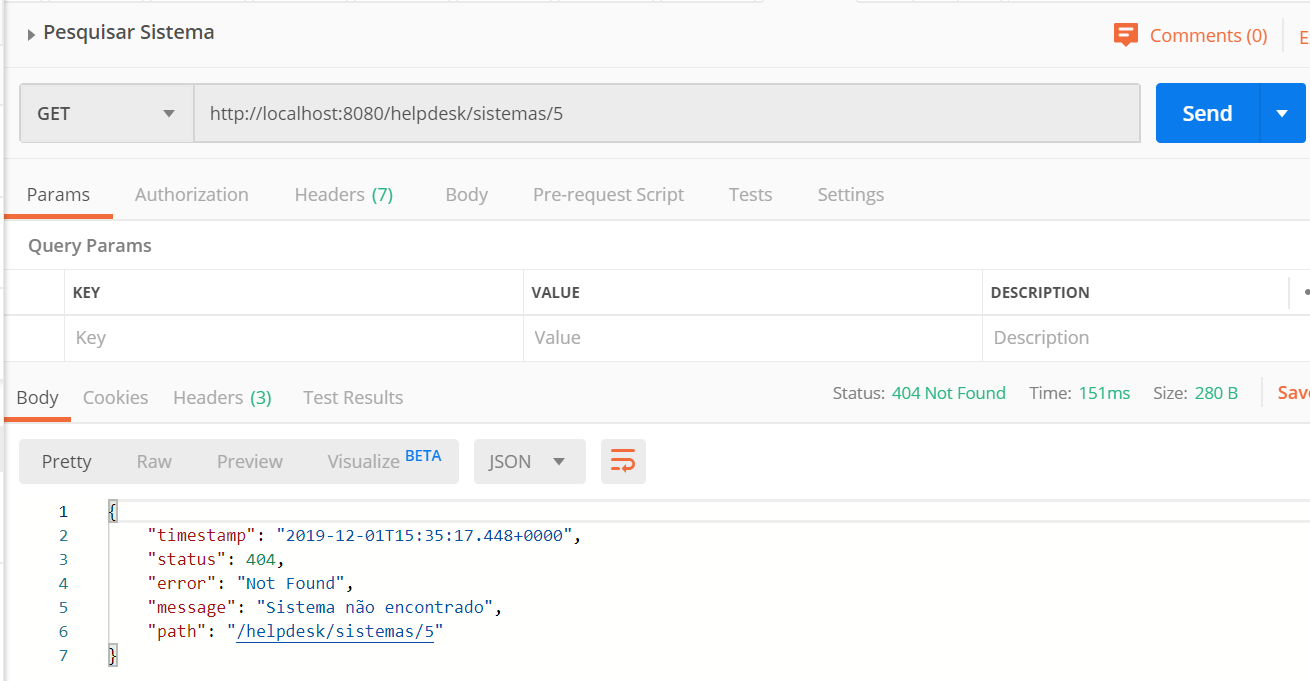 Pesquisar Sistema
Comments (0)
E
GET
http://localhost:8080/helpdesk/sistemas/5
Send
Params Authorization Headers (7) Body Pre-request Script Tests Settings
Query Params
KEY VALUE DESCRIPTION
Key Value Description
Body Cookies Headers (3) Test Results Status: 404 Not Found Time: 151ms Size: 280 B Sav
Pretty Raw Preview Visualize BETA JSON
1 {
2 "timestamp": "2019-12-01T15:35:17.448+0000",
3 "status": 404,
4 "error": "Not Found",
5 "message": "Sistema não encontrado",
6 "path": "/helpdesk/sistemas/5"
7 }